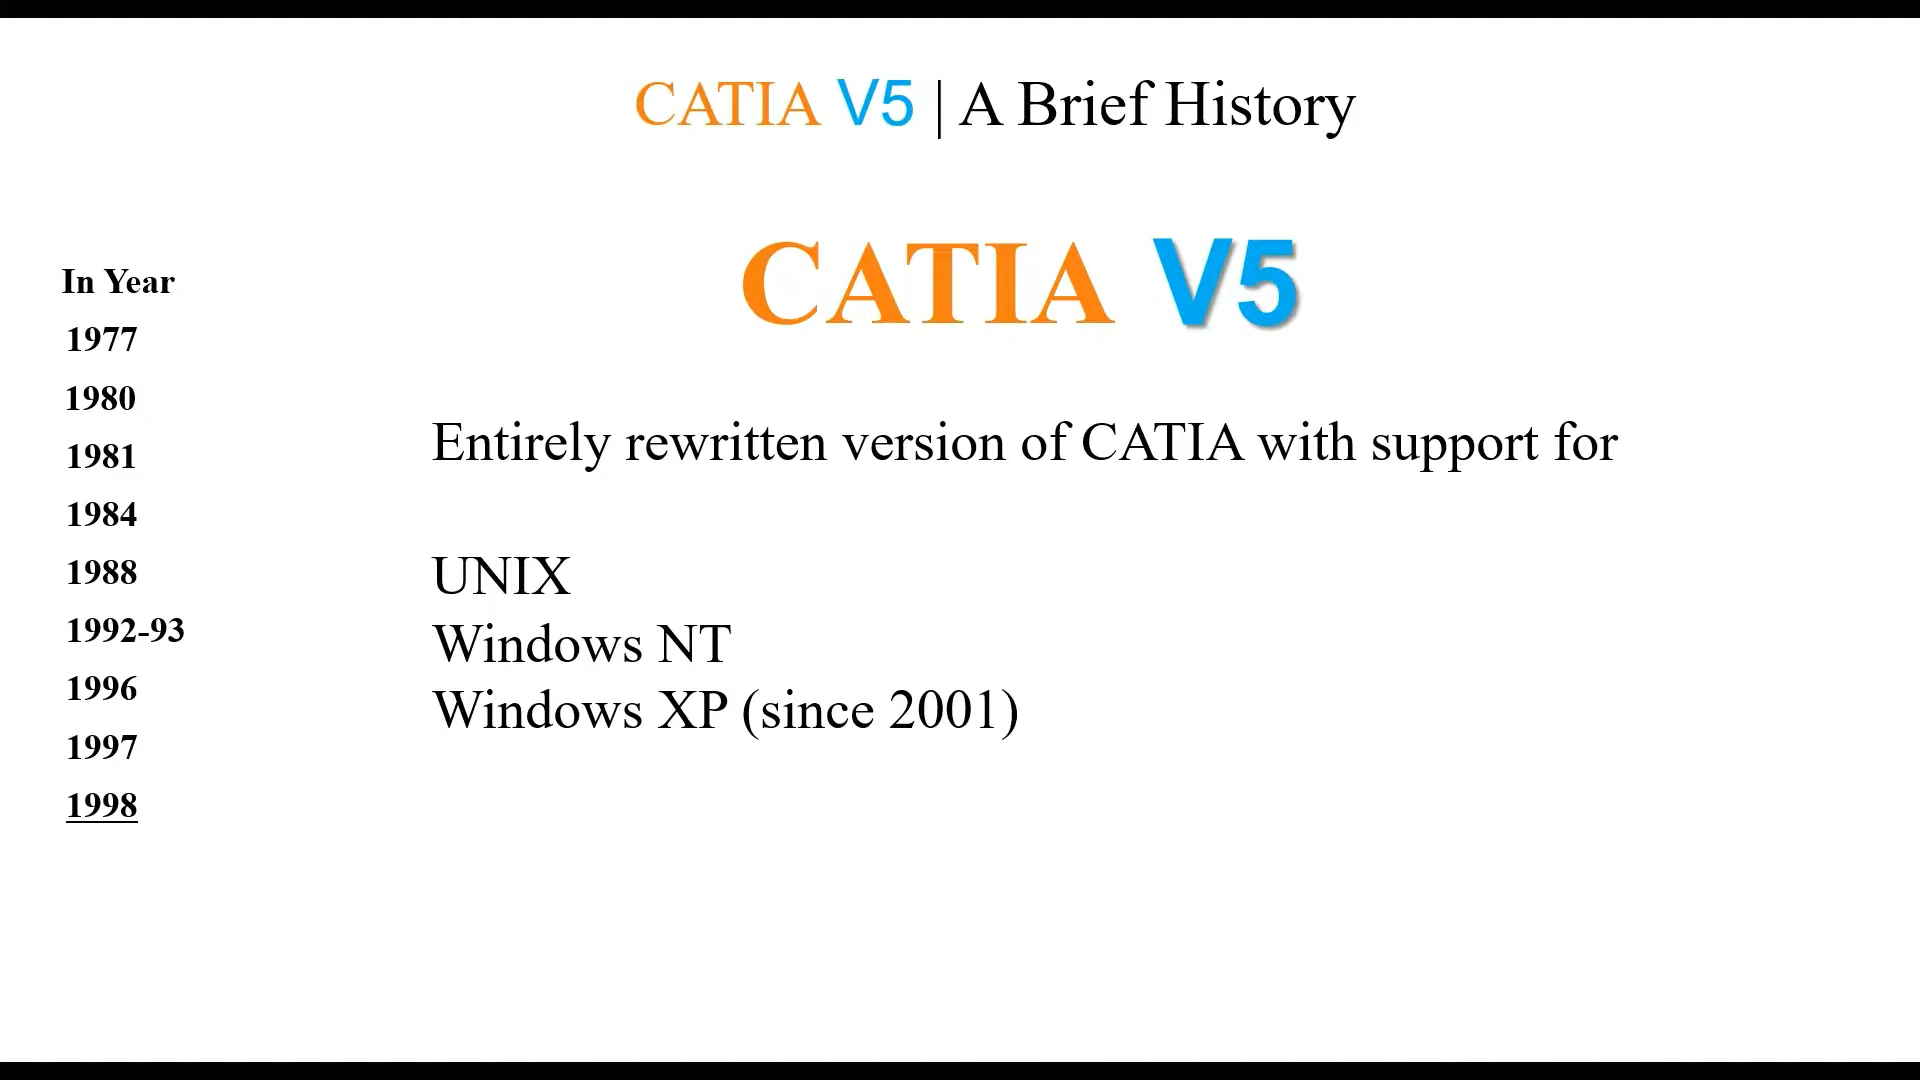 CATIA V5 | A Brief History
CATIA V5
In Year
1977
1980
1981
1984
1988
1992-93
1996
1997
1998
Entirely rewritten version of CATIA with support for
UNIX
Windows NT
Windows XP (since 2001)